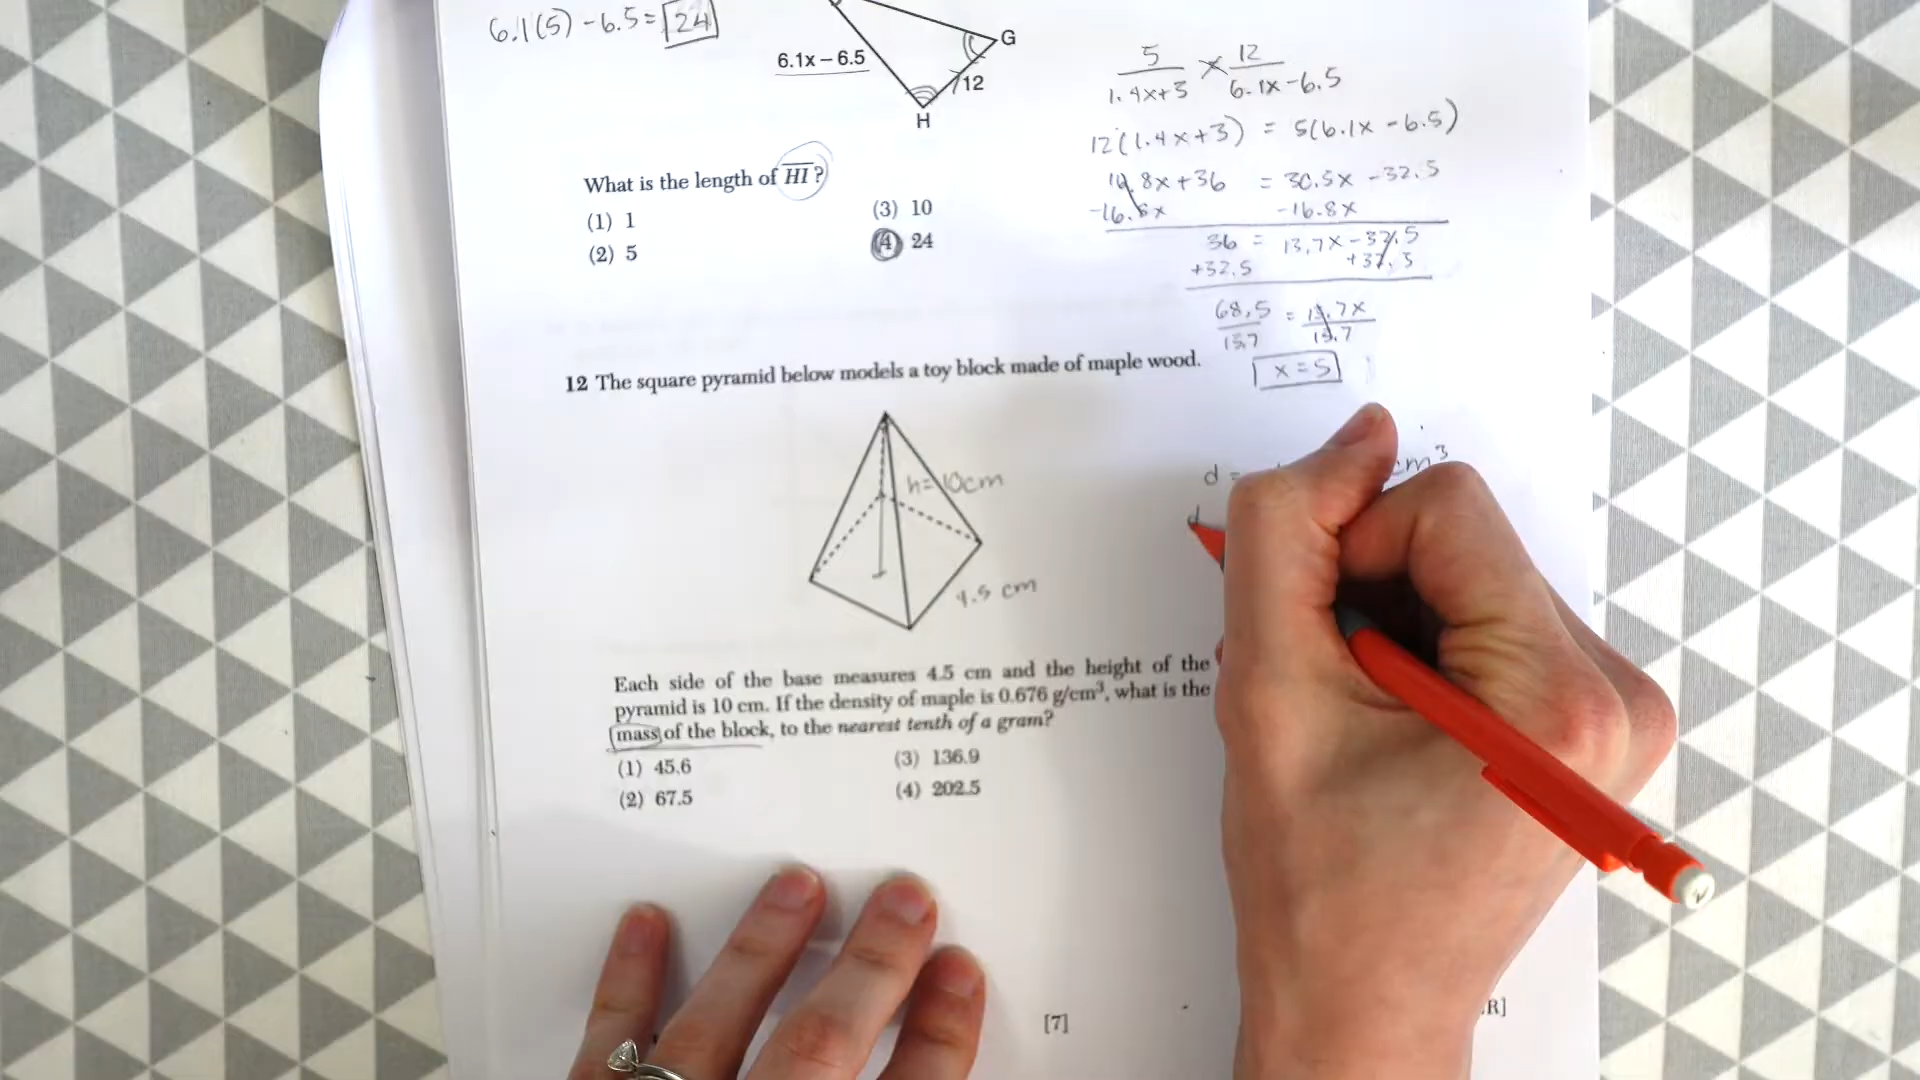 6.1(5) - 6.5 = 24
G
6.1x – 6.5
12
H
5/1.4x+3 × 12/6.1x-6.5
12(1.4x+3) = 5(6.1x-6.5)
16.8x+36 = 30.5x -32.5
-16.8x -16.8x
36 = 13.7x-32.5
+32.5 +32.5
68.5 = 13.7x
13.7 13.7
x=5
What is the length of HI?
(1) 1
(2) 5
(3) 10
(4) 24
12 The square pyramid below models a toy block made of maple wood.
h=10cm
4.5 cm
d =
cm³
d
Each side of the base measures 4.5 cm and the height of the
pyramid is 10 cm. If the density of maple is 0.676 g/cm³, what is the
mass of the block, to the nearest tenth of a gram?
(1) 45.6
(2) 67.5
(3) 136.9
(4) 202.5
[7]
R]